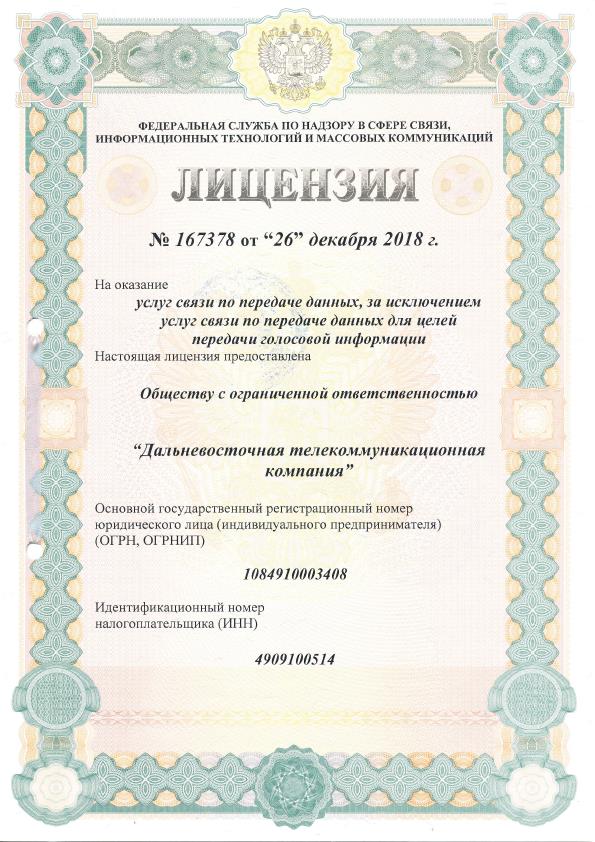 ФЕДЕРАЛЬНАЯ СЛУЖБА ПО НАДЗОРУ В СФЕРЕ СВЯЗИ,
ИНФОРМАЦИОННЫХ ТЕХНОЛОГИЙ И МАССОВЫХ КОММУНИКАЦИЙ
ЛИЦЕНЗИЯ
№ 167378 от “26” декабря 2018 г.
На оказание
услуг связи по передаче данных, за исключением
услуг связи по передаче данных для целей
передачи голосовой информации
Настоящая лицензия предоставлена
Обществу с ограниченной ответственностью
“Дальневосточная телекоммуникационная
компания”
Основной государственный регистрационный номер
юридического лица (индивидуального предпринимателя)
(ОГРН, ОГРНИП)
1084910003408
Идентификационный номер
налогоплательщика (ИНН)
4909100514